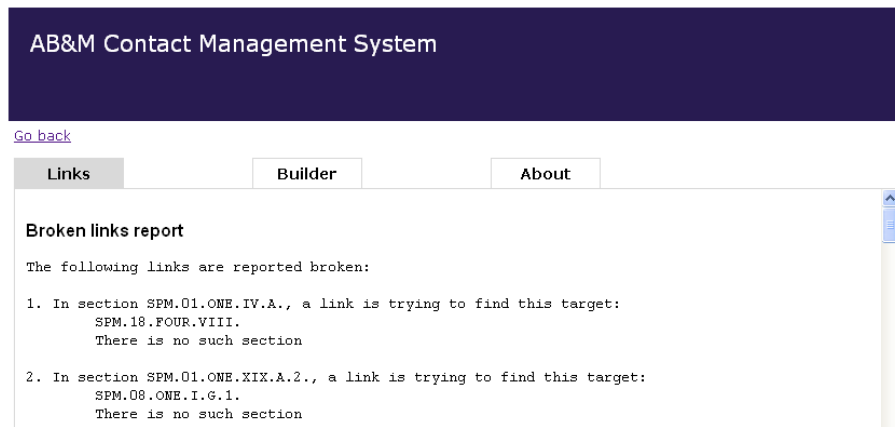 AB&M Contact Management System
Go back
Links
Builder
About
Broken links report
The following links are reported broken:
1. In section SPM.01.ONE.IV.A., a link is trying to find this target:
SPM.18.FOUR.VIII.
There is no such section
2. In section SPM.01.ONE.XIX.A.2., a link is trying to find this target:
SPM.08.ONE.I.G.1.
There is no such section